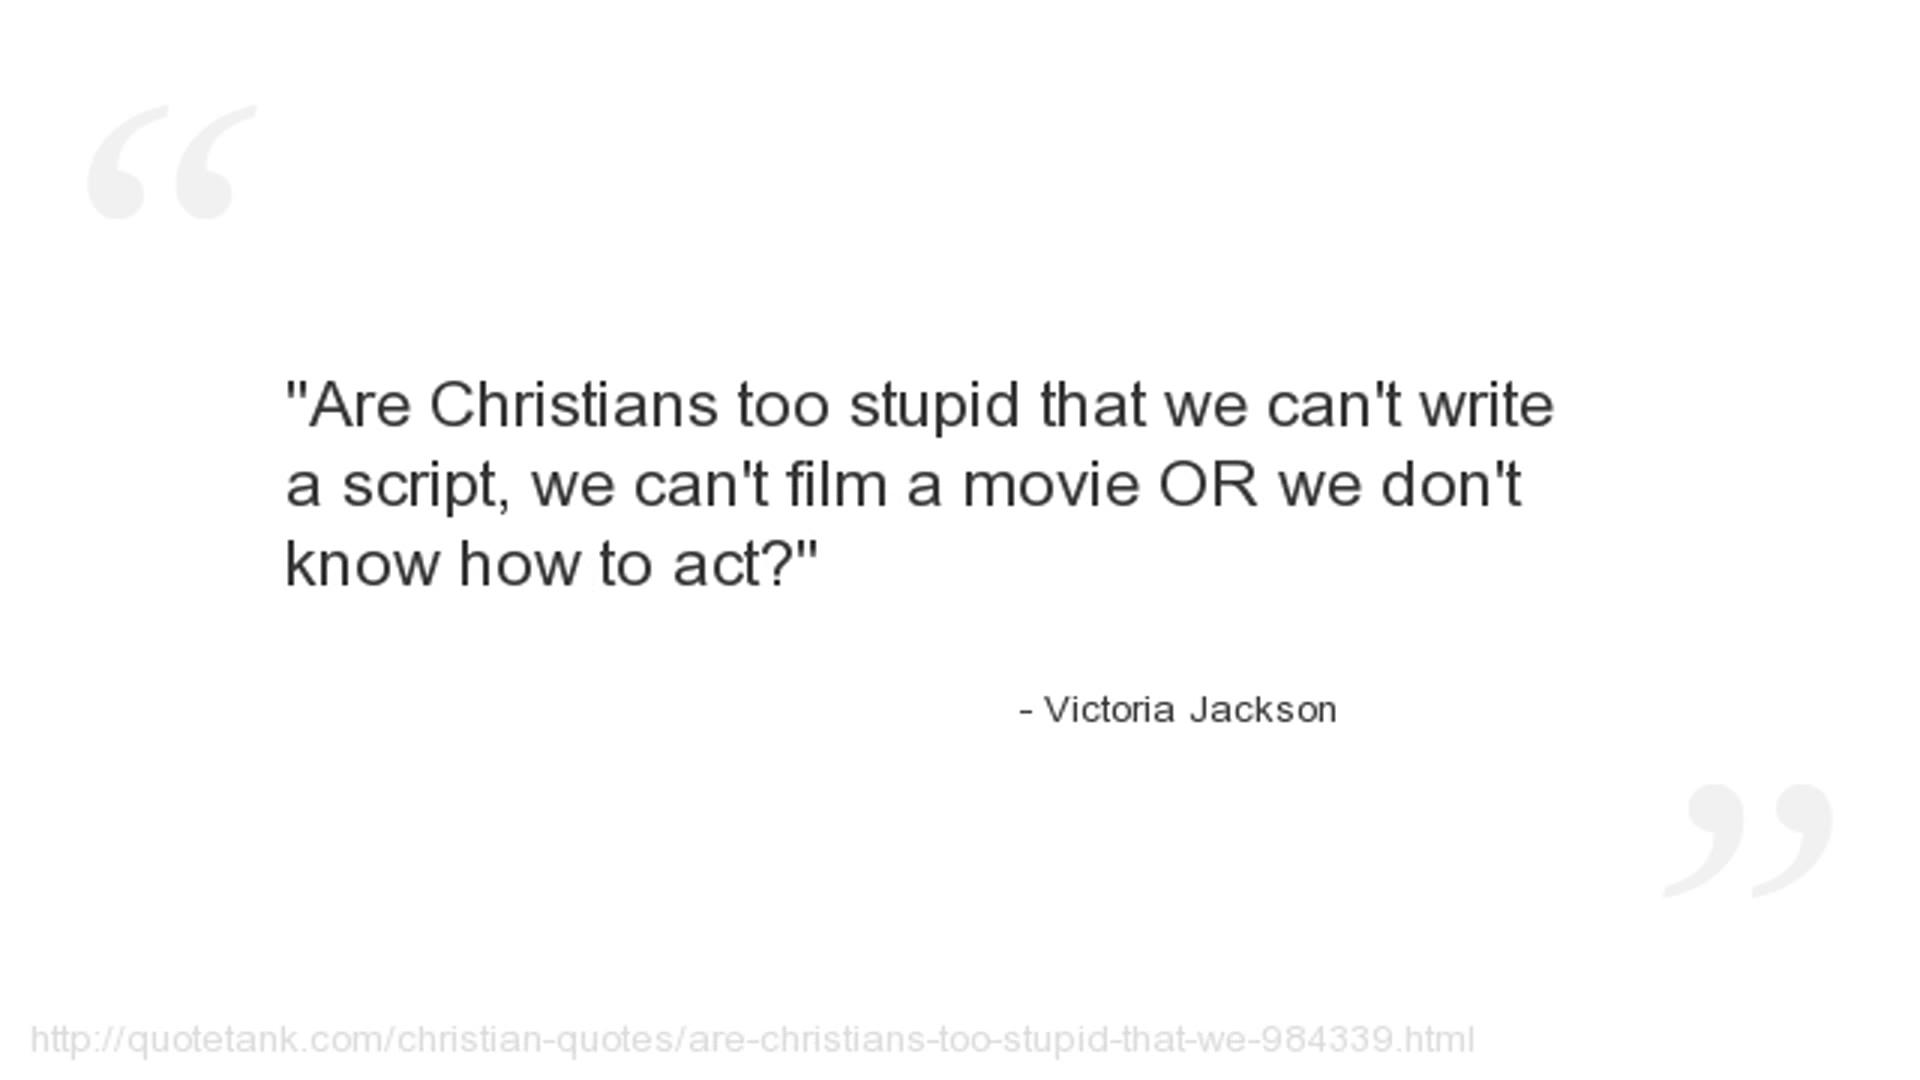 "Are Christians too stupid that we can't write
a script, we can't film a movie OR we don't
know how to act?"
- Victoria Jackson
http://quotetank.com/christian-quotes/are-christians-too-stupid-that-we-984339.html